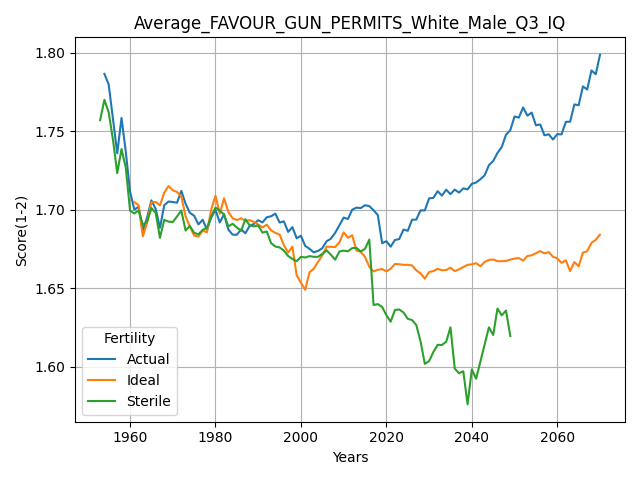 Average_FAVOUR_GUN_PERMITS_White_Male_Q3_IQ
Score(1-2)
1.80
1.75
1.70
1.65
1.60
Fertility
Actual
Ideal
Sterile
1960 1980 2000 2020 2040 2060
Years